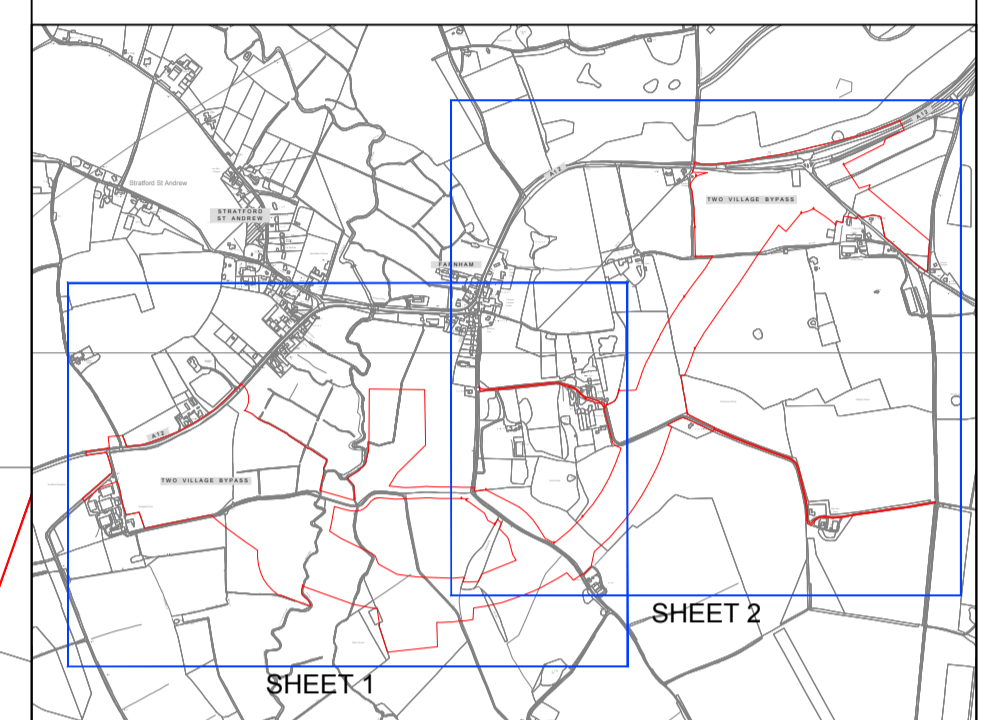 A12
A12
Stratford St Andrew
TWO VILLAGE BYPASS
STRATFORD
ST ANDREW
FARNHAM
A12
TWO VILLAGE BYPASS
SHEET 2
SHEET 1